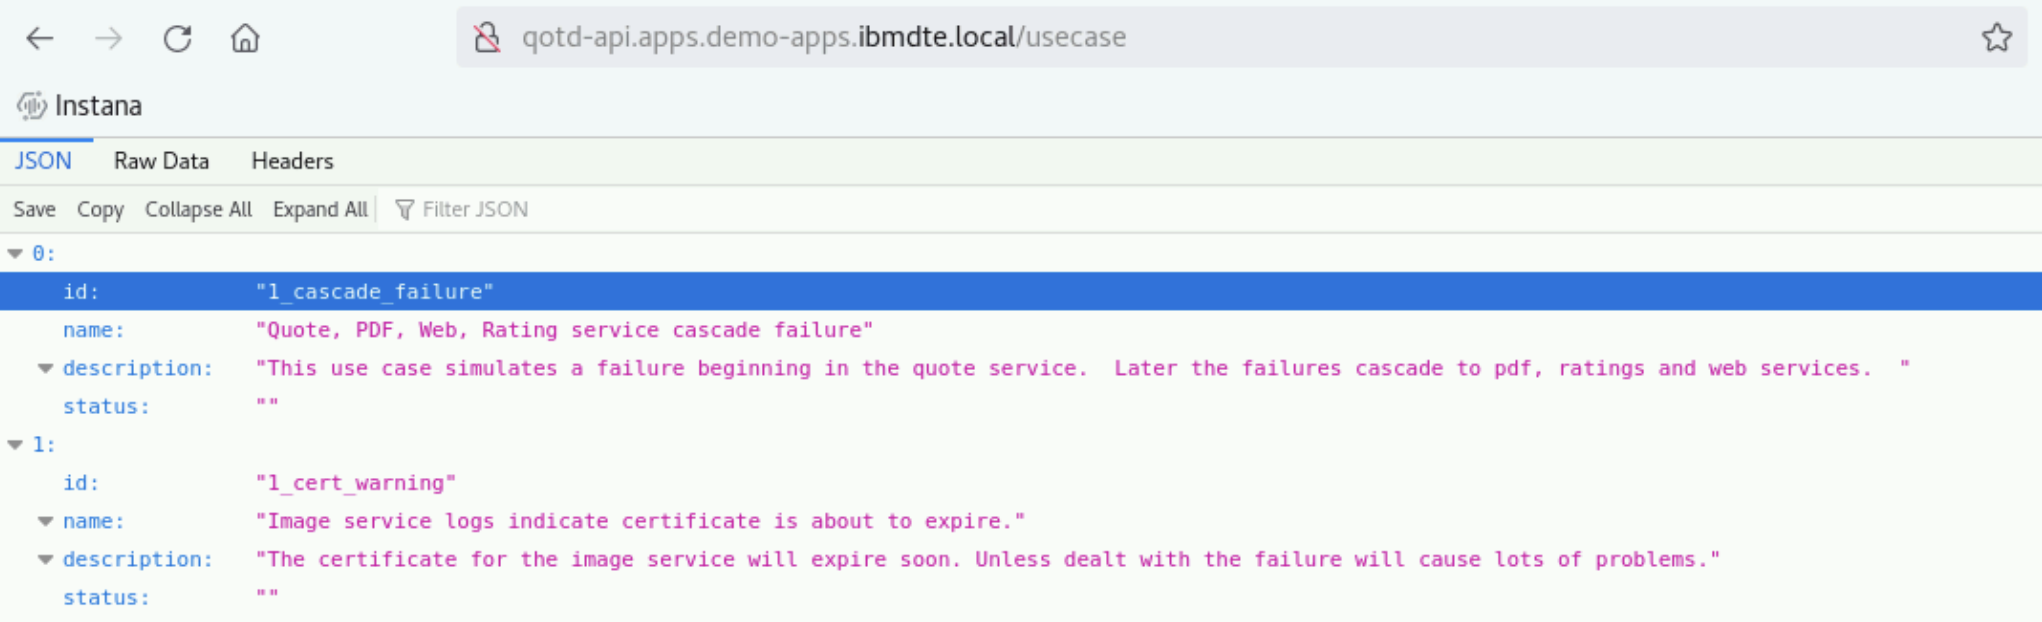 qotd-api.apps.demo-apps.ibmdte.local/usecase
Instana
JSON Raw Data Headers
Save Copy Collapse All Expand All Filter JSON
0:
id: "1_cascade_failure"
name: "Quote, PDF, Web, Rating service cascade failure"
description: "This use case simulates a failure beginning in the quote service.  Later the failures cascade to pdf, ratings and web services.  "
status: ""
1:
id: "1_cert_warning"
name: "Image service logs indicate certificate is about to expire."
description: "The certificate for the image service will expire soon. Unless dealt with the failure will cause lots of problems."
status: ""